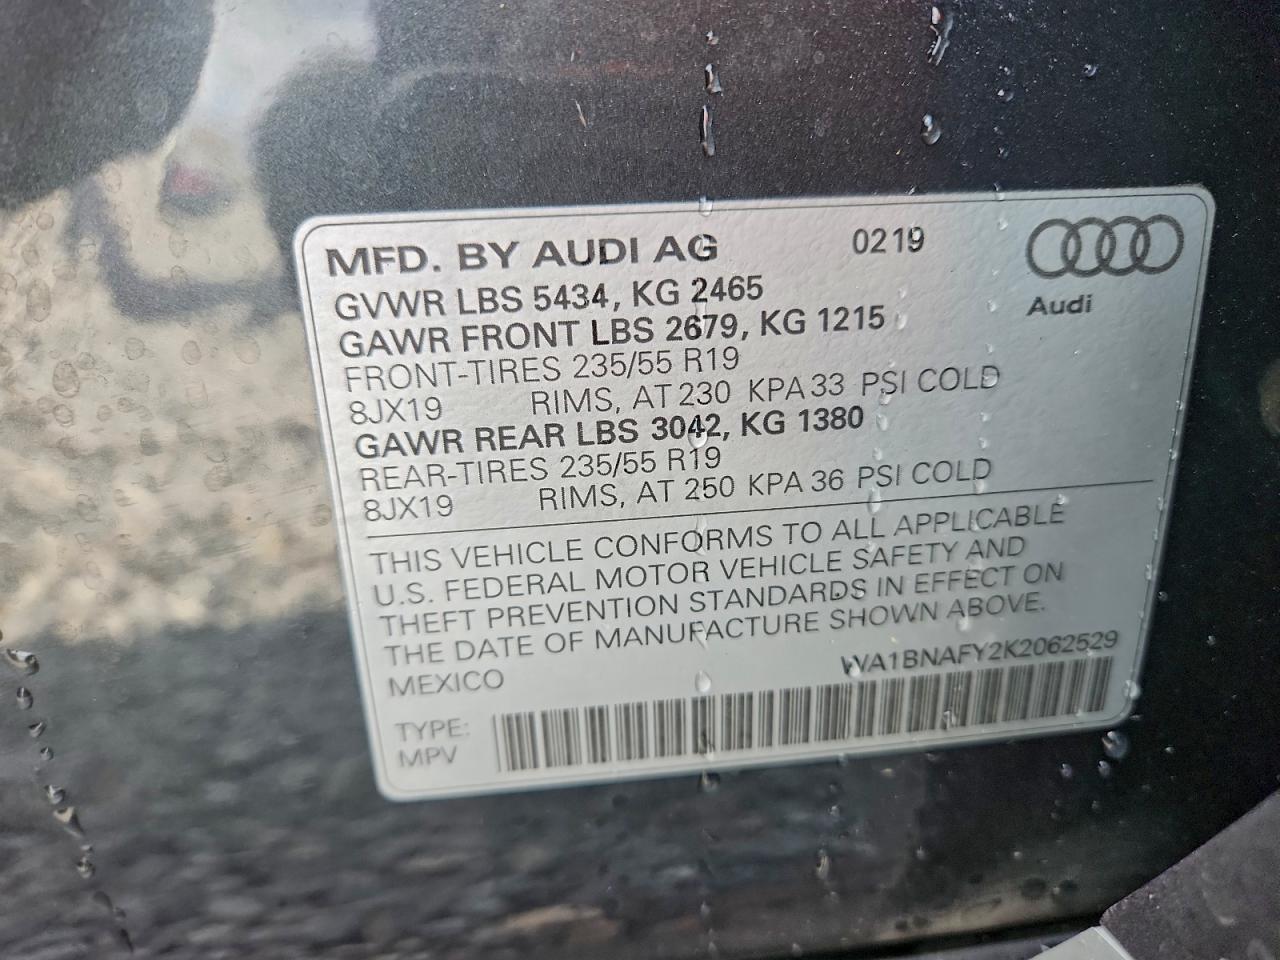 MFD. BY AUDI AG 0219
Audi
GVWR LBS 5434, KG 2465
GAWR FRONT LBS 2679, KG 1215
FRONT-TIRES 235/55 R19
8JX19 RIMS, AT 230 KPA 33 PSI COLD
GAWR REAR LBS 3042, KG 1380
REAR-TIRES 235/55 R19
8JX19 RIMS, AT 250 KPA 36 PSI COLD
THIS VEHICLE CONFORMS TO ALL APPLICABLE
U.S. FEDERAL MOTOR VEHICLE SAFETY AND
THEFT PREVENTION STANDARDS IN EFFECT ON
THE DATE OF MANUFACTURE SHOWN ABOVE.
MEXICO WA1BNAFY2K2062529
TYPE:
MPV